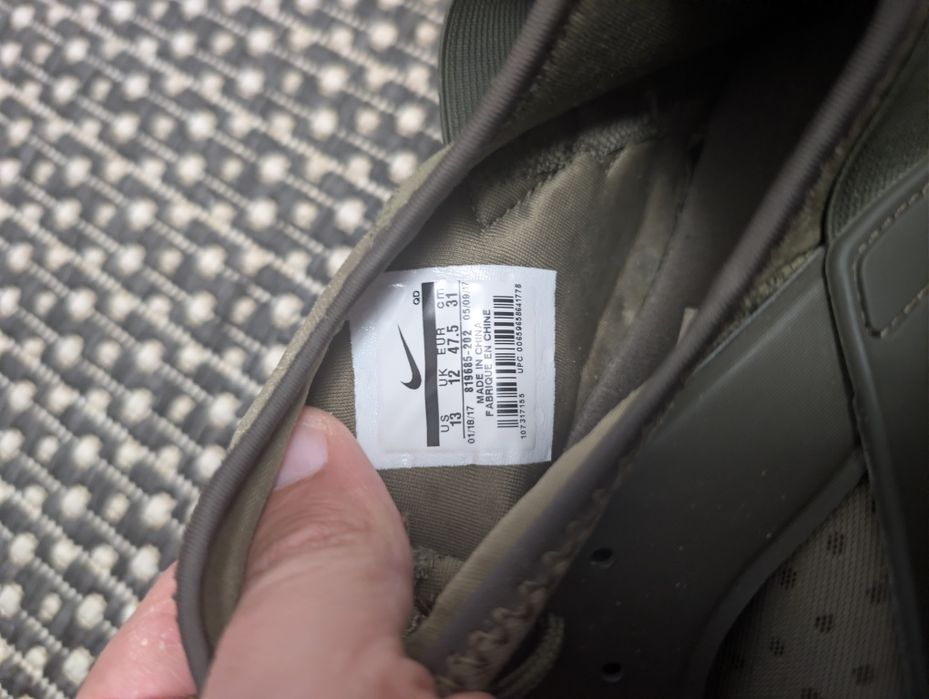 QD
US UK EUR cm
13 12 47.5 31
01/18/17 819685-202 05/09/17
MADE IN CHINA
FABRIQUE EN CHINE
107317155 UPC 00659658641778